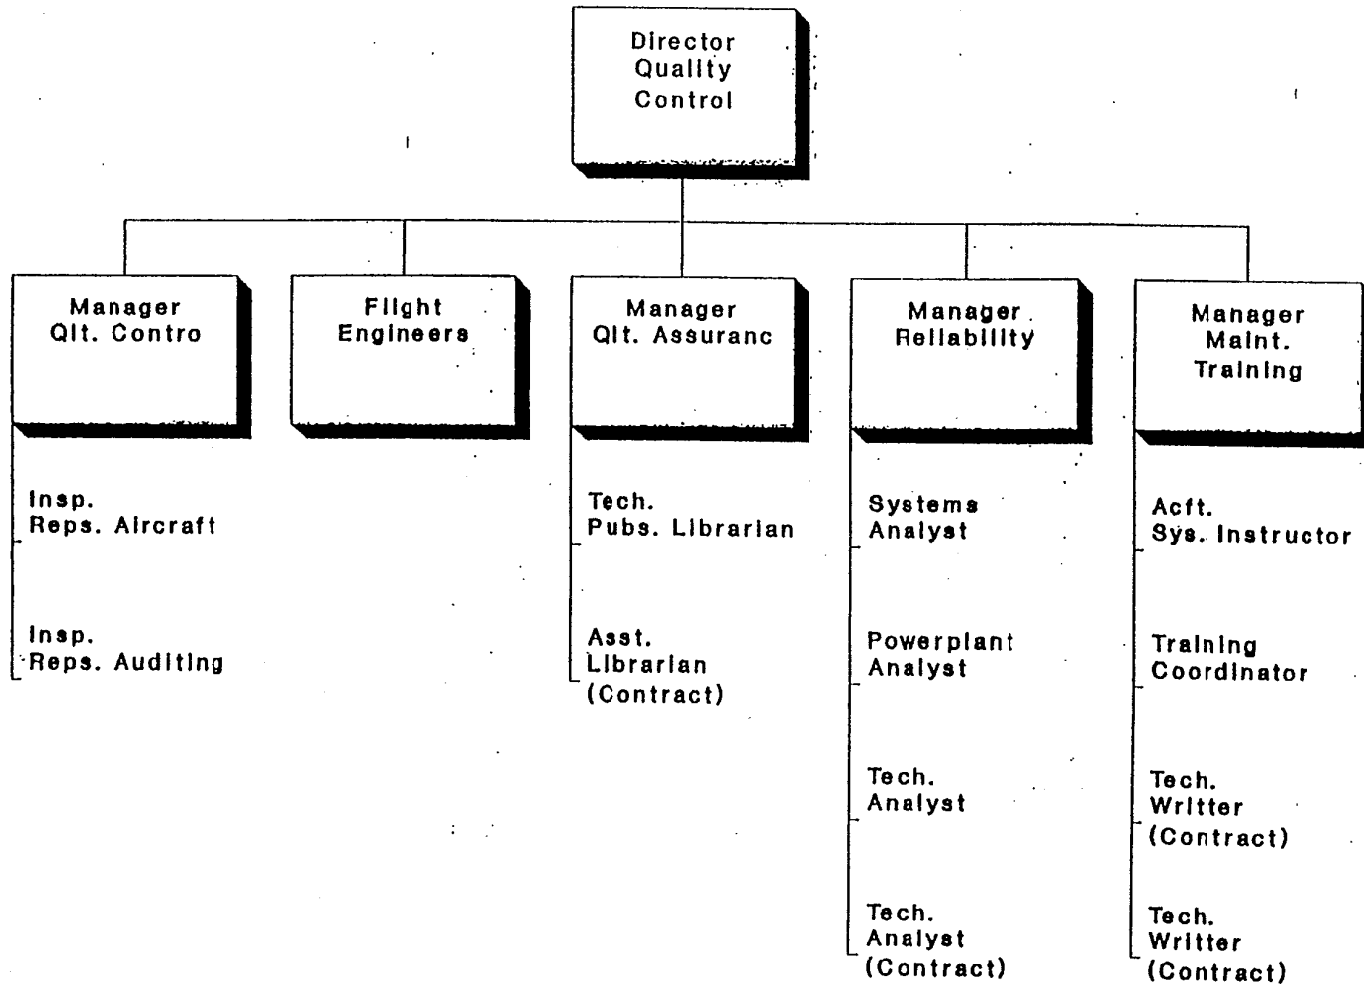 Director
Quality
Control
Manager
Qlt. Contro
Flight
Engineers
Manager
Qlt. Assuranc
Manager
Reliability
Manager
Maint.
Training
Insp.
Reps. Aircraft
Insp.
Reps. Auditing
Tech.
Pubs. Librarian
Asst.
Librarian
(Contract)
Systems
Analyst
Powerplant
Analyst
Tech.
Analyst
Tech.
Analyst
(Contract)
Acft.
Sys. Instructor
Training
Coordinator
Tech.
Writter
(Contract)
Tech.
Writter
(Contract)